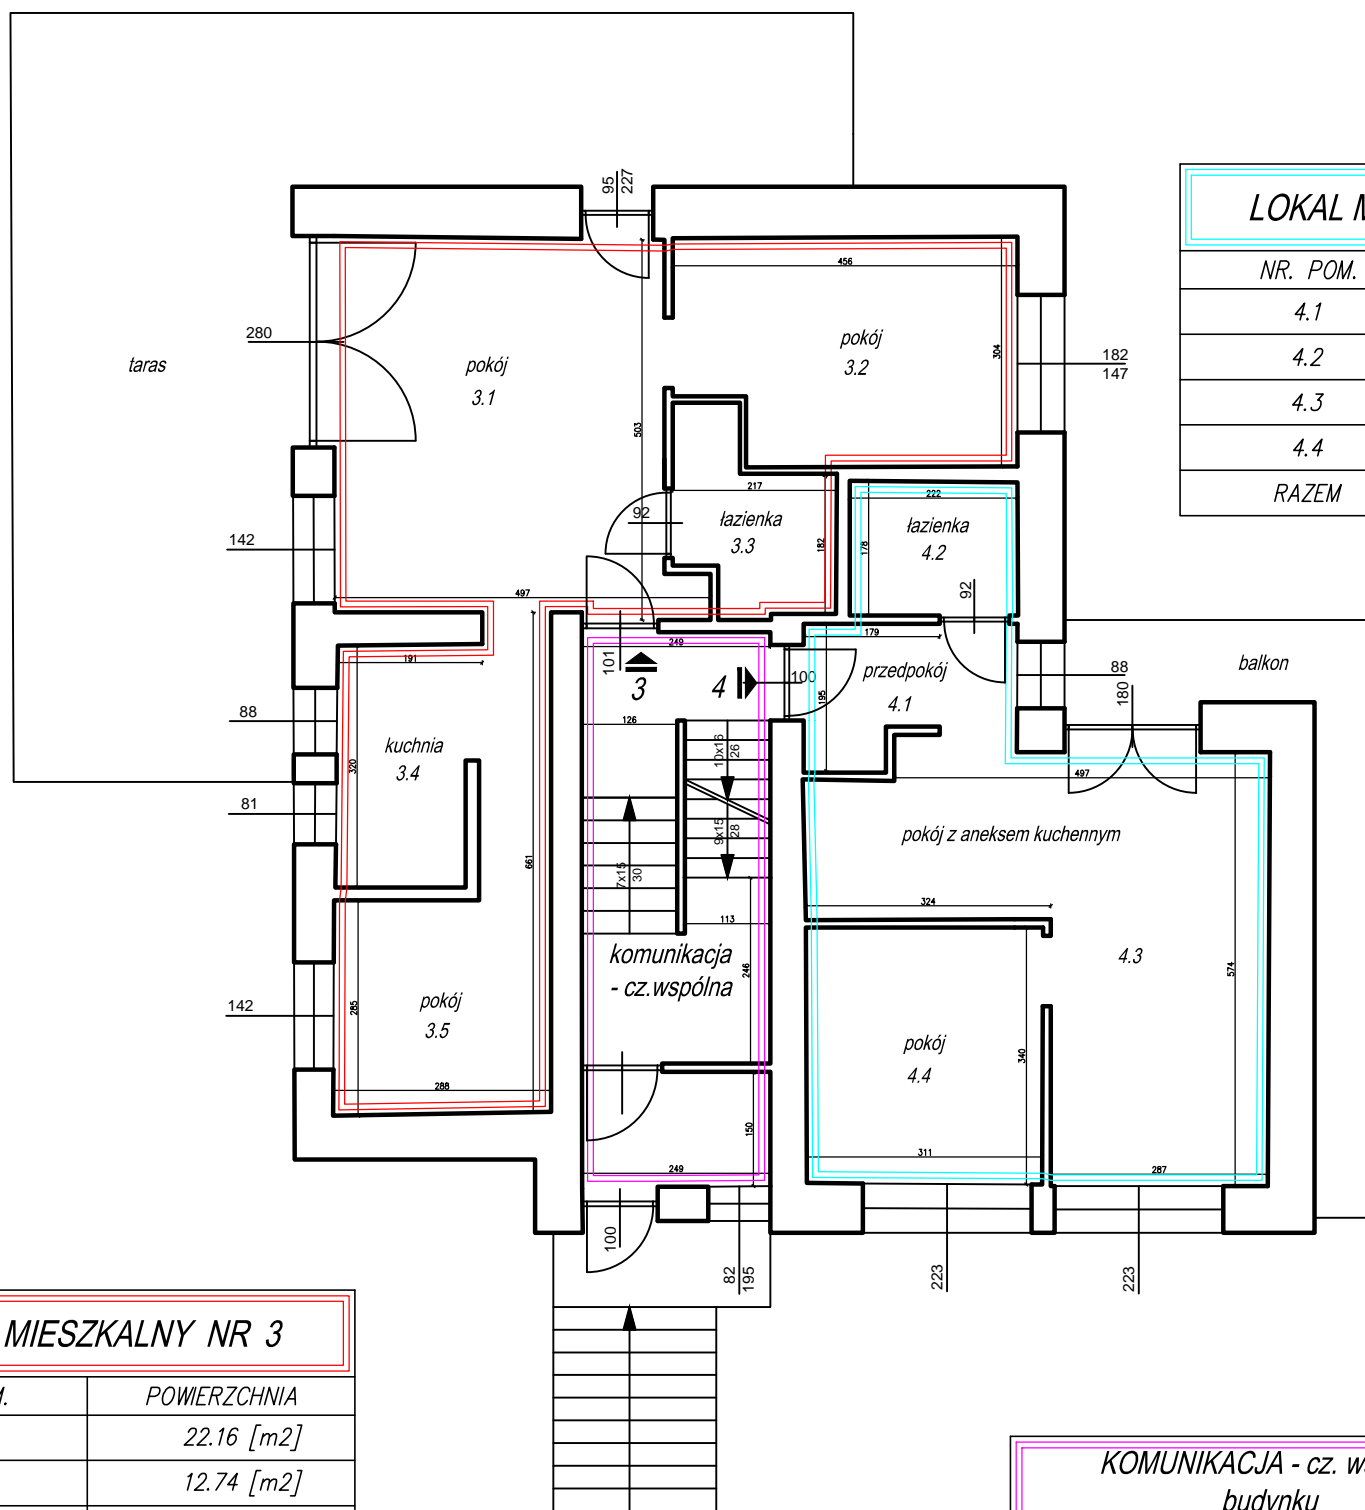 95
227
LOKAL M
NR. POM.
4.1
4.2
4.3
4.4
RAZEM
456
280
taras
pokój
3.1
pokój
3.2
304
182
147
503
217
222
92
łazienka
3.3
łazienka
4.2
182
178
142
92
497
249
179
191
101
3
4
100
przedpokój
4.1
195
88
180
balkon
88
126
10x16
26
kuchnia
3.4
320
497
81
9x15
28
pokój z aneksem kuchennym
661
7x15
30
324
113
komunikacja
- cz.wspólna
246
4.3
574
142
285
pokój
3.5
pokój
4.4
340
288
150
311
249
287
100
82
195
223
223
MIESZKALNY NR 3
M.
POWIERZCHNIA
22.16 [m2]
12.74 [m2]
KOMUNIKACJA - cz. w
budynku